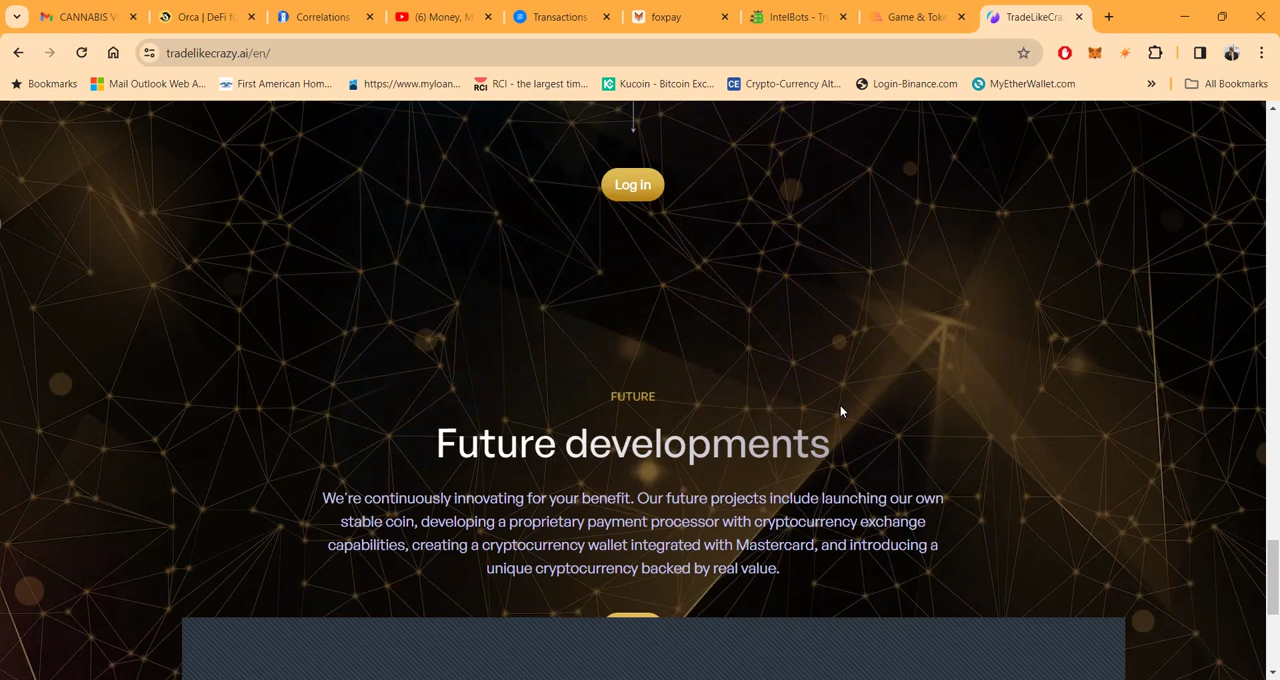 CANNABIS V
Orca | DeFi fo
Correlations
(6) Money, M
Transactions
foxpay
IntelBots - Tra
Game & Toke
TradeLikeCra
tradelikecrazy.ai/en/
Bookmarks
Mail Outlook Web A...
First American Hom...
https://www.myloan...
RCI - the largest tim...
Kucoin - Bitcoin Exc...
Crypto-Currency Alt...
Login-Binance.com
MyEtherWallet.com
All Bookmarks
Log in
FUTURE
Future developments
We're continuously innovating for your benefit. Our future projects include launching our own
stable coin, developing a proprietary payment processor with cryptocurrency exchange
capabilities, creating a cryptocurrency wallet integrated with Mastercard, and introducing a
unique cryptocurrency backed by real value.